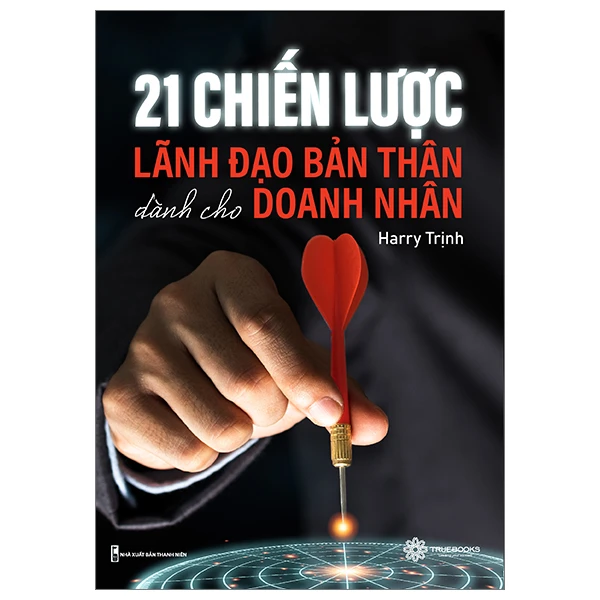 21 CHIẾN LƯỢC
LÃNH ĐẠO BẢN THÂN
dành cho DOANH NHÂN
Harry Trịnh
NHÀ XUẤT BẢN THANH NIÊN
TRUEBOOKS